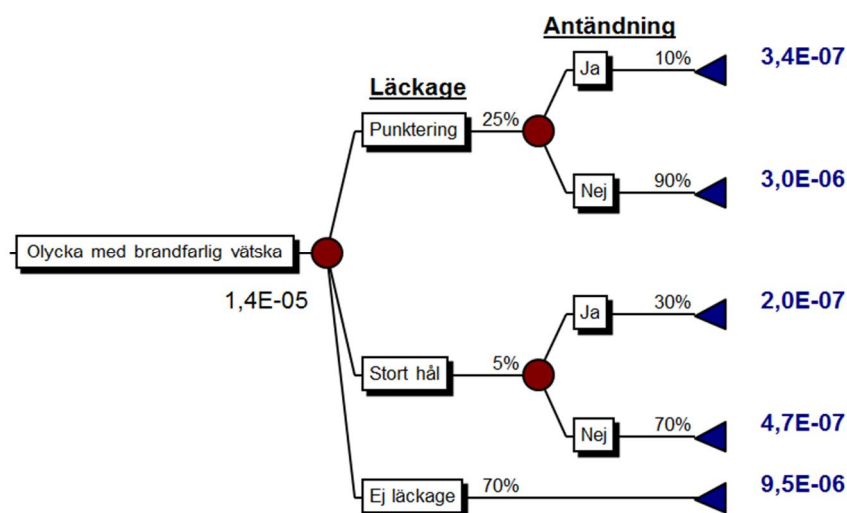 Antändning
Läckage
Ja 10% 3,4E-07
Punktering 25%
Nej 90% 3,0E-06
Olycka med brandfarlig vätska
1,4E-05
Ja 30% 2,0E-07
Stort hål 5%
Nej 70% 4,7E-07
Ej läckage 70% 9,5E-06